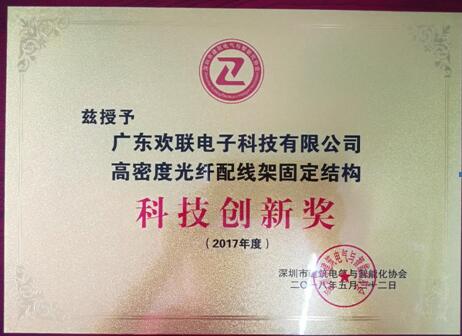 兹授予
广东欢联电子科技有限公司
高密度光纤配线架固定结构
科技创新奖
(2017年度)
深圳市建筑电气与智能化协会
二〇一八年五月二十二日